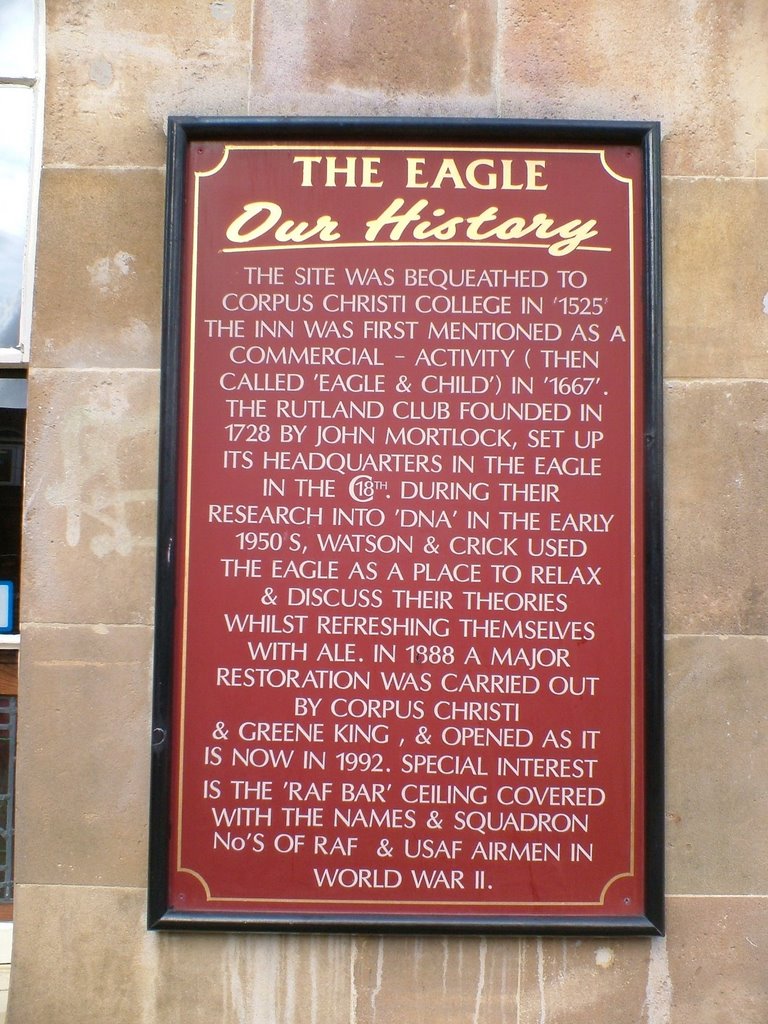 THE EAGLE
Our History
THE SITE WAS BEQUEATHED TO
CORPUS CHRISTI COLLEGE IN '1525'
THE INN WAS FIRST MENTIONED AS A
COMMERCIAL - ACTIVITY ( THEN
CALLED 'EAGLE & CHILD') IN '1667'.
THE RUTLAND CLUB FOUNDED IN
1728 BY JOHN MORTLOCK, SET UP
ITS HEADQUARTERS IN THE EAGLE
IN THE C18TH. DURING THEIR
RESEARCH INTO 'DNA' IN THE EARLY
1950 S, WATSON & CRICK USED
THE EAGLE AS A PLACE TO RELAX
& DISCUSS THEIR THEORIES
WHILST REFRESHING THEMSELVES
WITH ALE. IN 1888 A MAJOR
RESTORATION WAS CARRIED OUT
BY CORPUS CHRISTI
& GREENE KING , & OPENED AS IT
IS NOW IN 1992. SPECIAL INTEREST
IS THE 'RAF BAR' CEILING COVERED
WITH THE NAMES & SQUADRON
No'S OF RAF & USAF AIRMEN IN
WORLD WAR II.